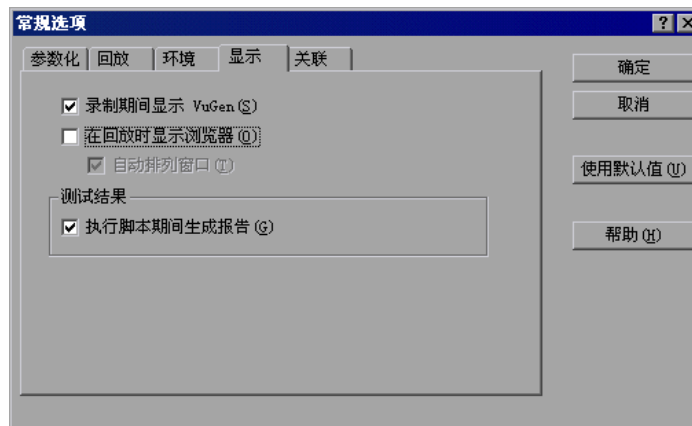 常规选项
参数化 回放 环境 显示 关联
录制期间显示 VuGen(S)
在回放时显示浏览器(O)
自动排列窗口(T)
测试结果
执行脚本期间生成报告(G)
确定
取消
使用默认值(U)
帮助(H)